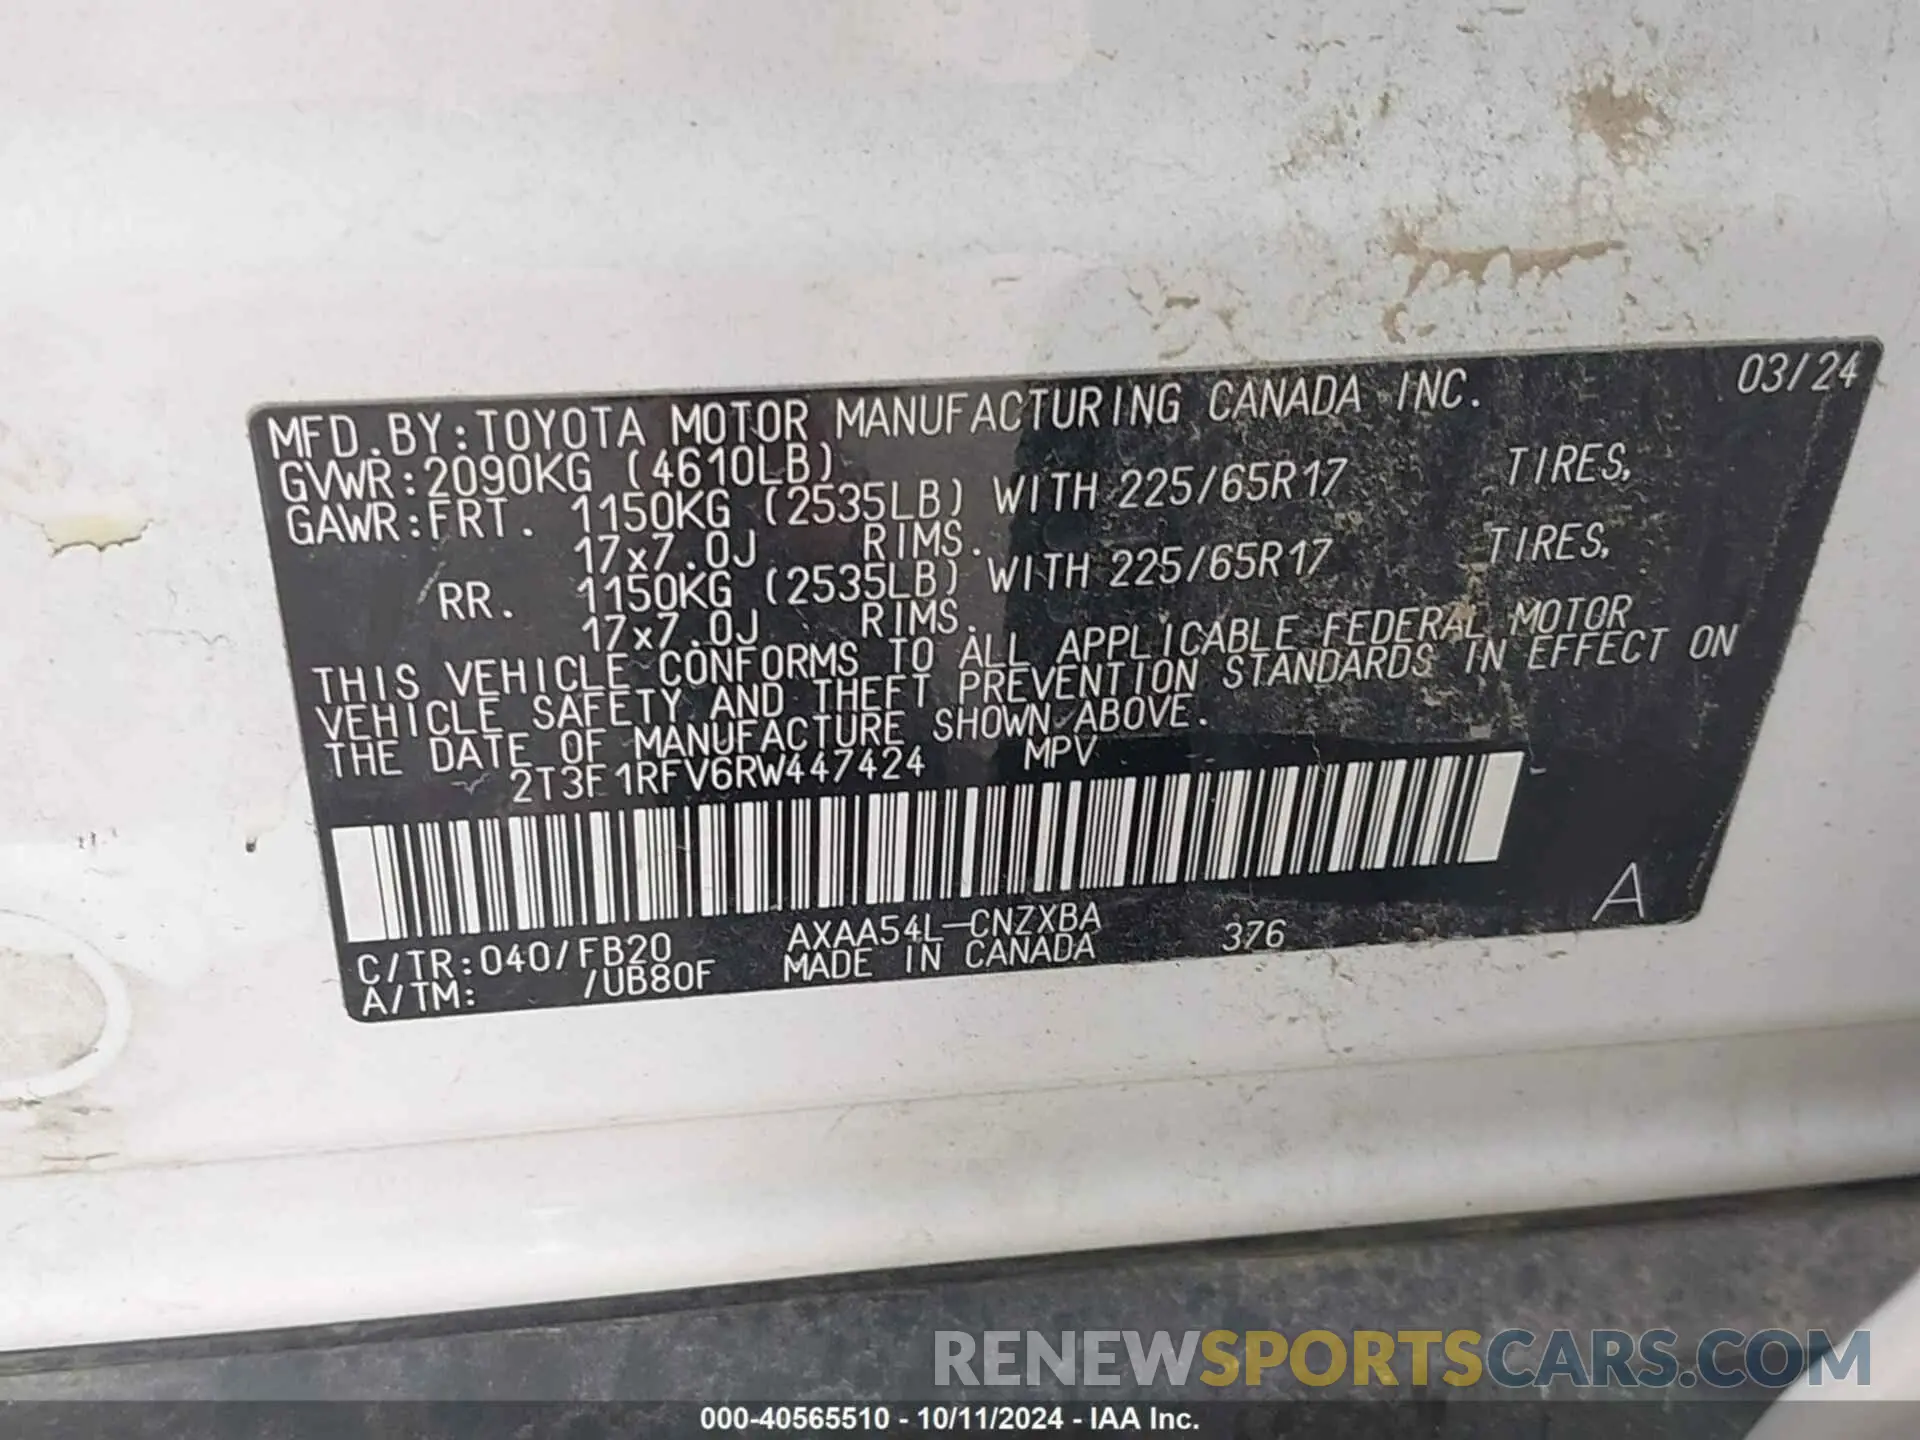 MFD.BY:TOYOTA MOTOR MANUFACTURING CANADA INC. 03/24
GVWR:2090KG (4610LB)
GAWR:FRT. 1150KG (2535LB) WITH 225/65R17 TIRES,
17x7.0J RIMS.
RR. 1150KG (2535LB) WITH 225/65R17 TIRES,
17x7.0J RIMS.
THIS VEHICLE CONFORMS TO ALL APPLICABLE FEDERAL MOTOR
VEHICLE SAFETY AND THEFT PREVENTION STANDARDS IN EFFECT ON
THE DATE OF MANUFACTURE SHOWN ABOVE.
2T3F1RFV6RW447424 MPV
A
C/TR:040/FB20 AXAA54L-CNZXBA 376
A/TM: /UB80F MADE IN CANADA
RENEWSPORTSCARS.COM
000-40565510 - 10/11/2024 - IAA Inc.